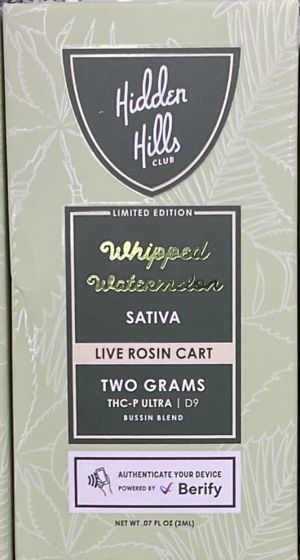 Hidden
Hills
CLUB
LIMITED EDITION
Whipped
Watermelon
SATIVA
LIVE ROSIN CART
TWO GRAMS
THC-P ULTRA | D9
BUSSIN BLEND
AUTHENTICATE YOUR DEVICE
POWERED BY Berify
NET WT .07 FL OZ (2ML)